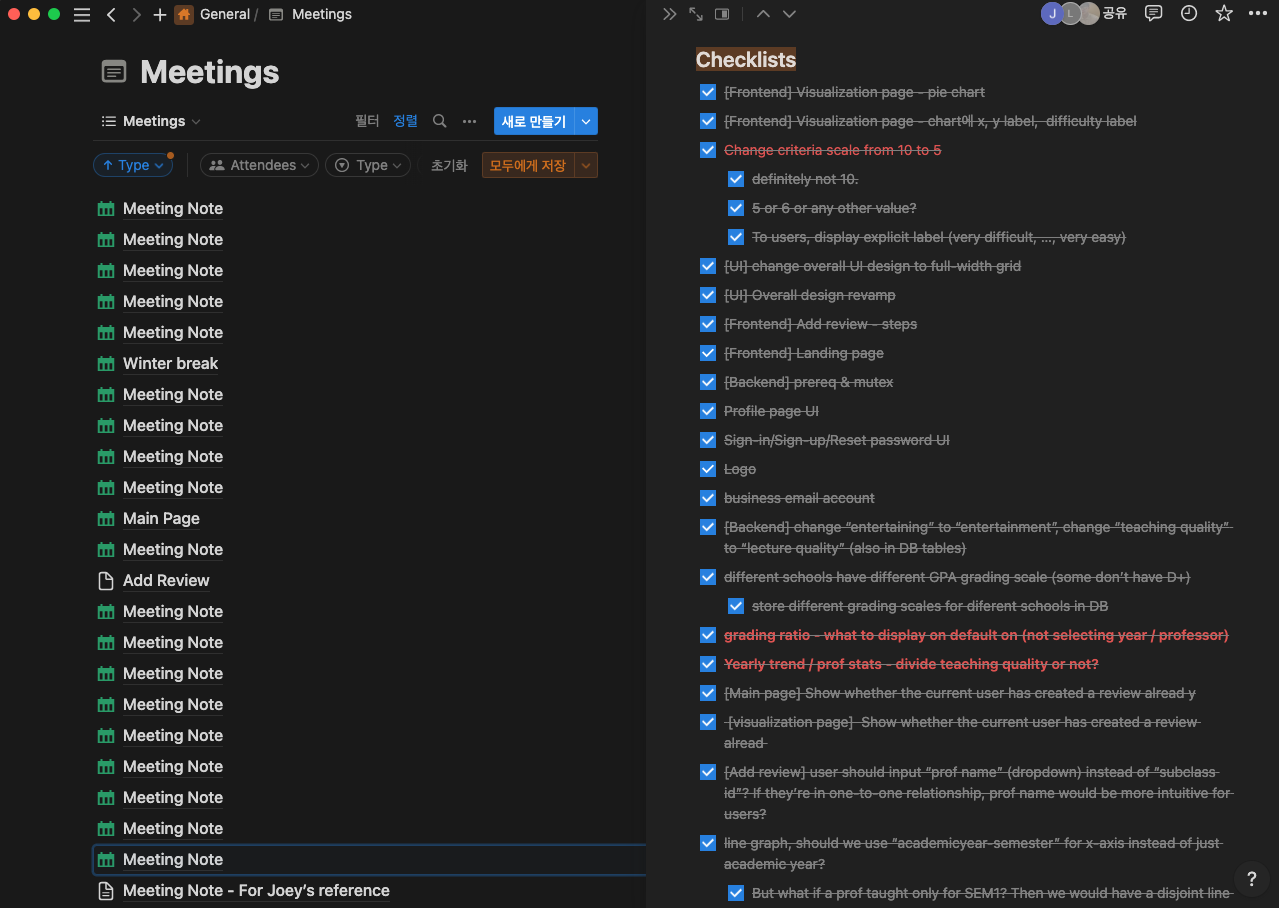 General / Meetings
Meetings
Meetings
필터 정렬 새로 만들기
Type Attendees Type 초기화 모두에게 저장
Meeting Note
Meeting Note
Meeting Note
Meeting Note
Meeting Note
Winter break
Meeting Note
Meeting Note
Meeting Note
Meeting Note
Main Page
Meeting Note
Add Review
Meeting Note
Meeting Note
Meeting Note
Meeting Note
Meeting Note
Meeting Note
Meeting Note
Meeting Note
Meeting Note
Meeting Note - For Joey’s reference
J L 공유
Checklists
[Frontend] Visualization page - pie chart
[Frontend] Visualization page - chart에 x, y label, difficulty label
Change criteria scale from 10 to 5
definitely not 10.
5 or 6 or any other value?
To users, display explicit label (very difficult, ..., very easy)
[UI] change overall UI design to full-width grid
[UI] Overall design revamp
[Frontend] Add review - steps
[Frontend] Landing page
[Backend] prereq & mutex
Profile page UI
Sign-in/Sign-up/Reset password UI
Logo
business email account
[Backend] change “entertaining” to “entertainment”, change “teaching quality”
to “lecture quality” (also in DB tables)
different schools have different GPA grading scale (some don’t have D+)
store different grading scales for diferent schools in DB
grading ratio - what to display on default on (not selecting year / professor)
Yearly trend / prof stats - divide teaching quality or not?
[Main page] Show whether the current user has created a review alread y
[visualization page] Show whether the current user has created a review
alread
[Add review] user should input “prof name” (dropdown) instead of “subclass
id”? If they’re in one-to-one relationship, prof name would be more intuitive for
users?
line graph, should we use “academicyear-semester” for x-axis instead of just
academic year?
But what if a prof taught only for SEM1? Then we would have a disjoint line
?